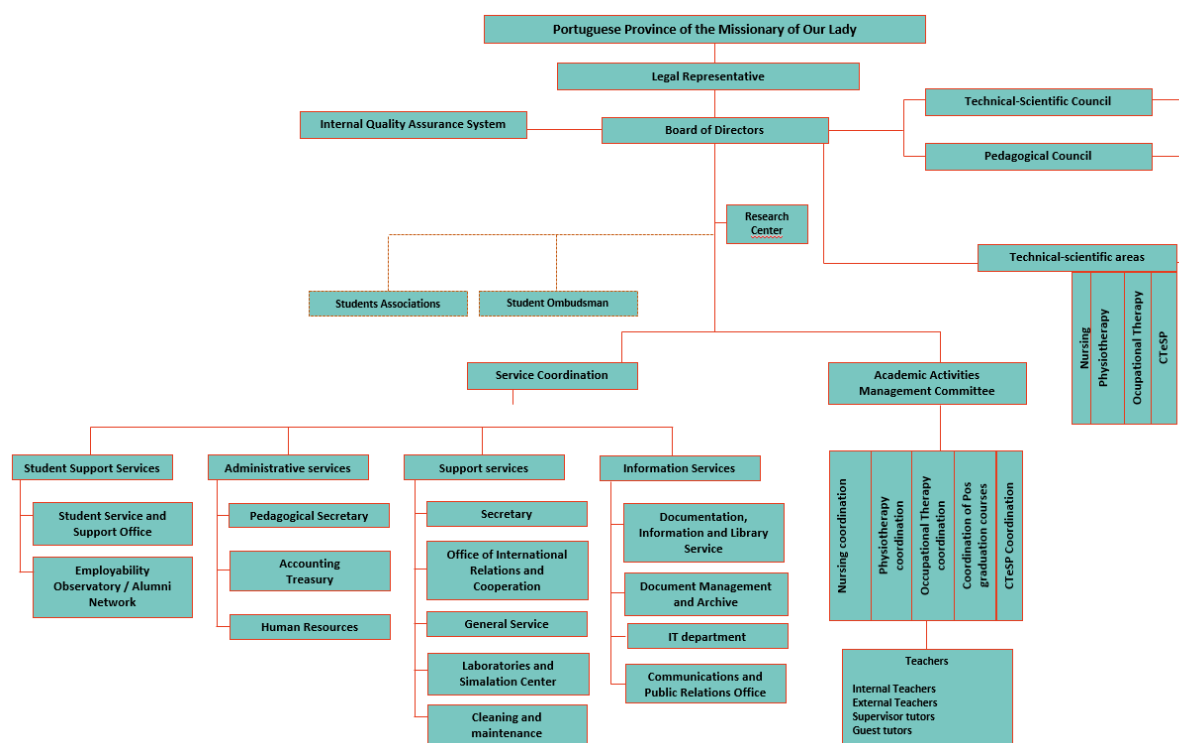 Portuguese Province of the Missionary of Our Lady
Legal Representative
Technical-Scientific Council
Internal Quality Assurance System
Board of Directors
Pedagogical Council
Research
Center
Technical-scientific areas
Students Associations
Student Ombudsman
Nursing
Physiotherapy
Ocupational Therapy
CTeSP
Service Coordination
Academic Activities
Management Committee
Student Support Services
Administrative services
Support services
Information Services
Student Service and
Support Office
Employability
Observatory / Alumni
Network
Pedagogical Secretary
Accounting
Treasury
Human Resources
Secretary
Office of International
Relations and
Cooperation
General Service
Laboratories and
Simalation Center
Cleaning and
maintenance
Documentation,
Information and Library
Service
Document Management
and Archive
IT department
Communications and
Public Relations Office
Nursing coordination
Physiotherapy
coordination
Occupational Therapy
coordination
Coordination of Pos
graduation courses
CTeSP Coordination
Teachers
Internal Teachers
External Teachers
Supervisor tutors
Guest tutors